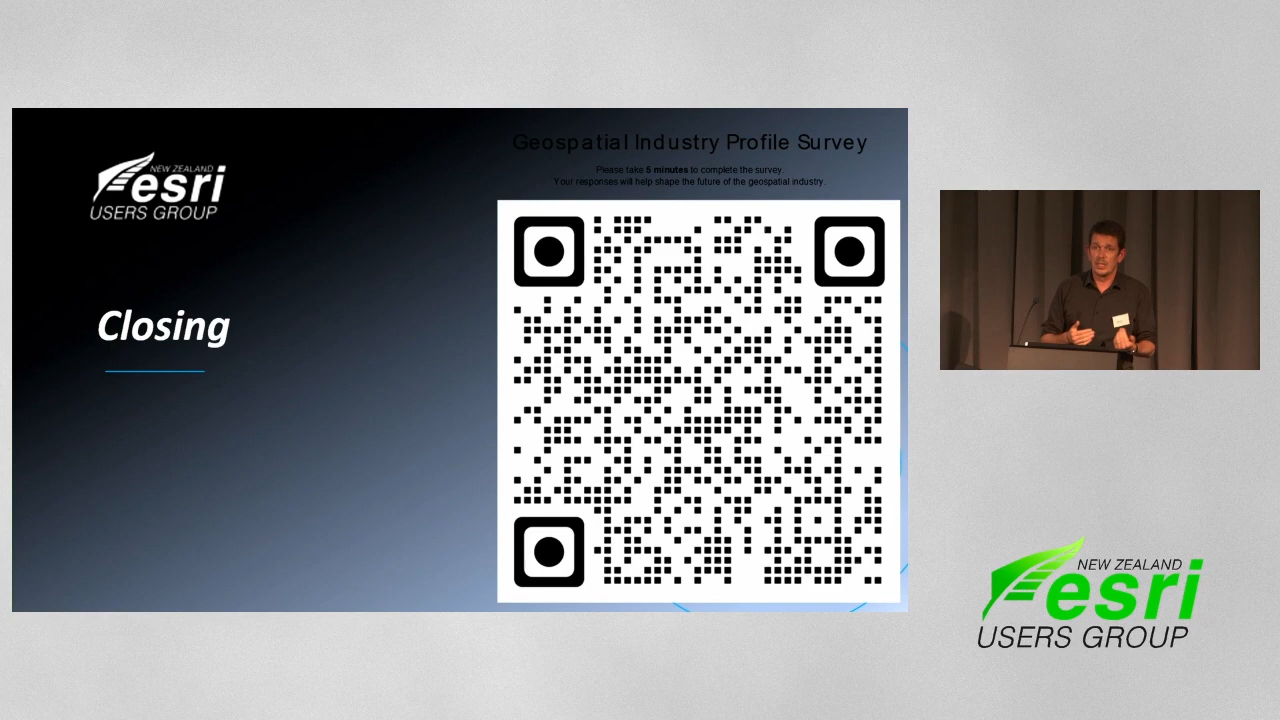 NEW ZEALAND
esri
USERS GROUP
Closing
Geospatial Industry Profile Survey
Please take 5 minutes to complete the survey.
Your responses will help shape the future of the geospatial industry.
NEW ZEALAND
esri
USERS GROUP